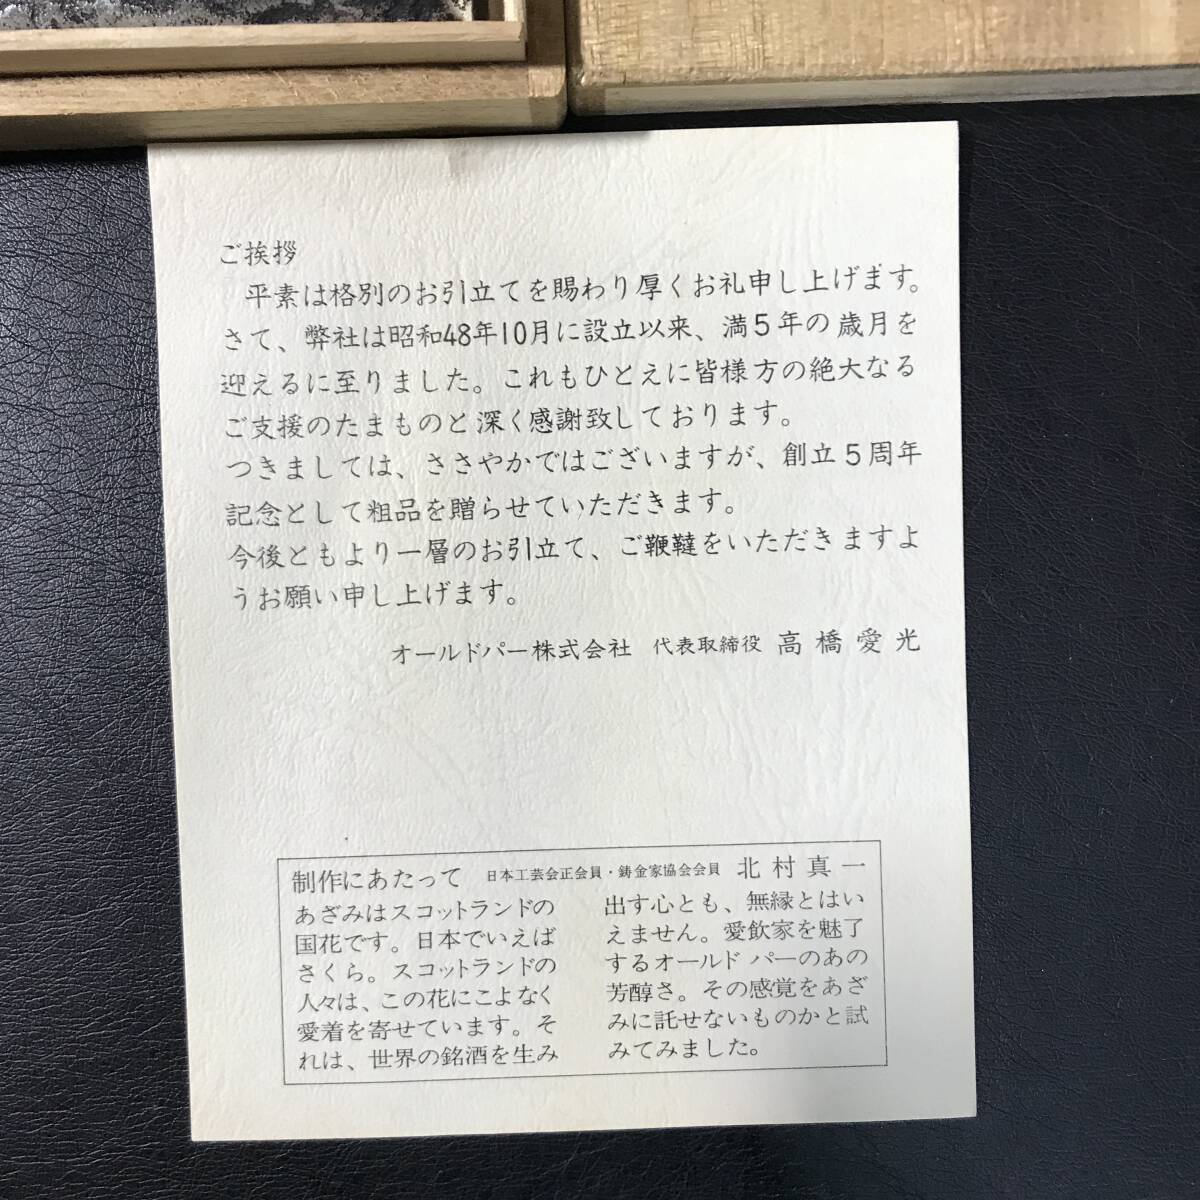 ご挨拶
平素は格別のお引立てを賜わり厚くお礼申し上げます。
さて、弊社は昭和48年10月に設立以来、満5年の歳月を
迎えるに至りました。これもひとえに皆様方の絶大なる
ご支援のたまものと深く感謝致しております。
つきましては、ささやかではございますが、創立5周年
記念として粗品を贈らせていただきます。
今後ともより一層のお引立て、ご鞭韃をいただきますよ
うお願い申し上げます。
オールドパー株式会社 代表取締役 高橋愛光
制作にあたって 日本工芸会正会員・鋳金家協会会員 北村真一
あざみはスコットランドの
国花です。日本でいえば
さくら。スコットランドの
人々は、この花にこよなく
愛着を寄せています。そ
れは、世界の銘酒を生み
出す心とも、無縁とはい
えません。愛飲家を魅了
するオールド パーのあの
芳醇さ。その感覚をあざ
みに託せないものかと試
みてみました。